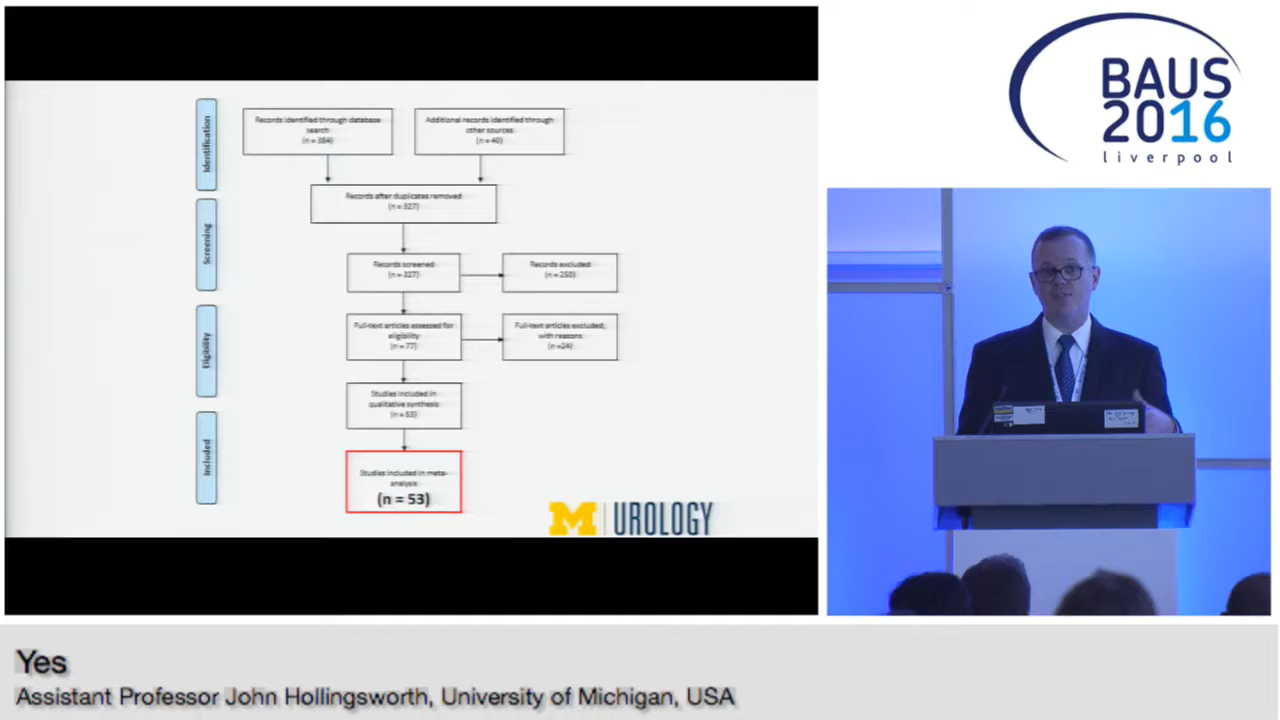 Identification
Records identified through database
search
(n = 384)
Additional records identified through
other sources
(n = 40)
Records after duplicates removed
(n = 327)
Screening
Records screened
(n = 327)
Records excluded
(n = 250)
Eligibility
Full-text articles assessed for
eligibility
(n = 77)
Full-text articles excluded,
with reasons
(n =24)
Studies included in
qualitative synthesis
(n = 53)
Included
Studies included in meta-
analysis
(n = 53)
M UROLOGY
BAUS
2016
liverpool
Yes
Assistant Professor John Hollingsworth, University of Michigan, USA